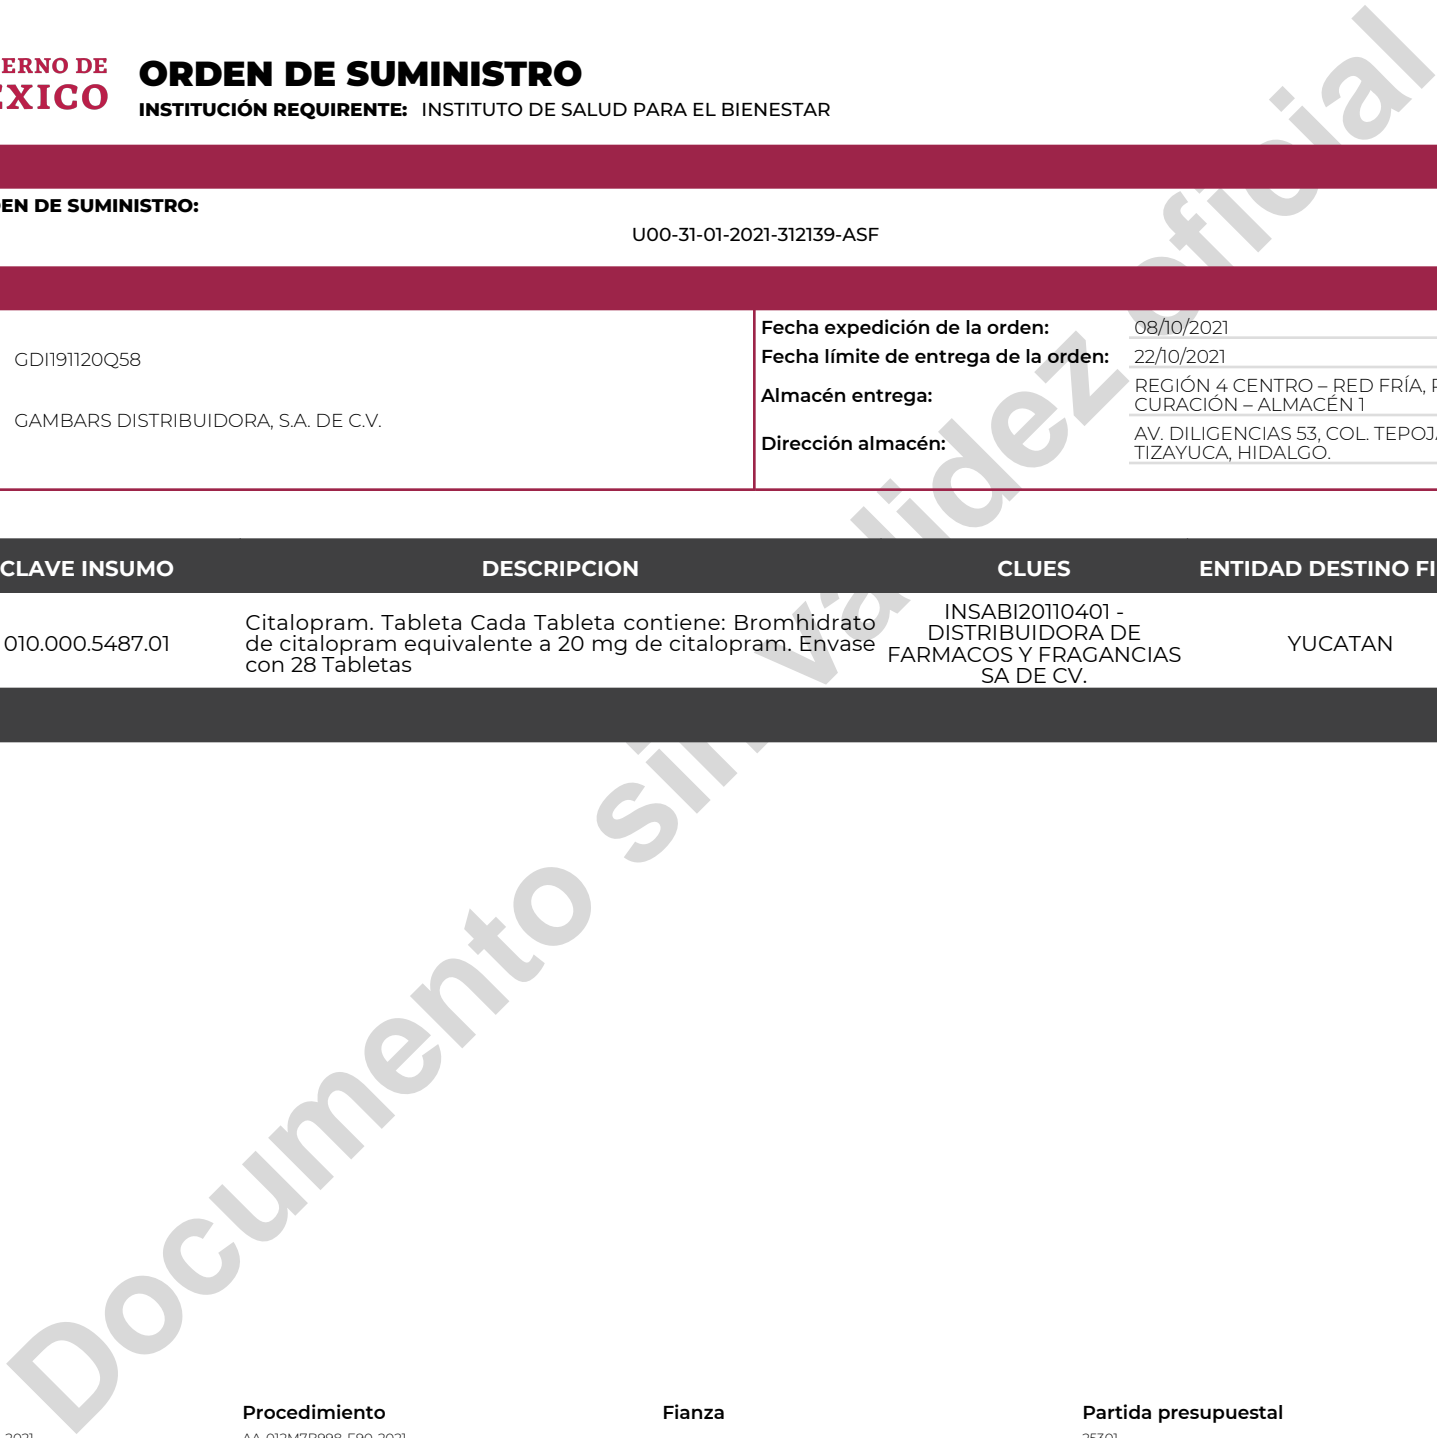 ERNO DE
EXICO
ORDEN DE SUMINISTRO
INSTITUCIÓN REQUIRENTE: INSTITUTO DE SALUD PARA EL BIENESTAR
EN DE SUMINISTRO:
U00-31-01-2021-312139-ASF
GDI191120Q58
GAMBARS DISTRIBUIDORA, S.A. DE C.V.
Fecha expedición de la orden: 08/10/2021
Fecha límite de entrega de la orden: 22/10/2021
Almacén entrega: REGIÓN 4 CENTRO – RED FRÍA,
CURACIÓN – ALMACÉN 1
Dirección almacén: AV. DILIGENCIAS 53, COL. TEPOJA
TIZAYUCA, HIDALGO.
CLAVE INSUMO DESCRIPCION CLUES ENTIDAD DESTINO FI
010.000.5487.01
Citalopram. Tableta Cada Tableta contiene: Bromhidrato
de citalopram equivalente a 20 mg de citalopram. Envase
con 28 Tabletas
INSABI20110401 -
DISTRIBUIDORA DE
FARMACOS Y FRAGANCIAS
SA DE CV.
YUCATAN
Documento sin validez oficial
Procedimiento Fianza Partida presupuestal